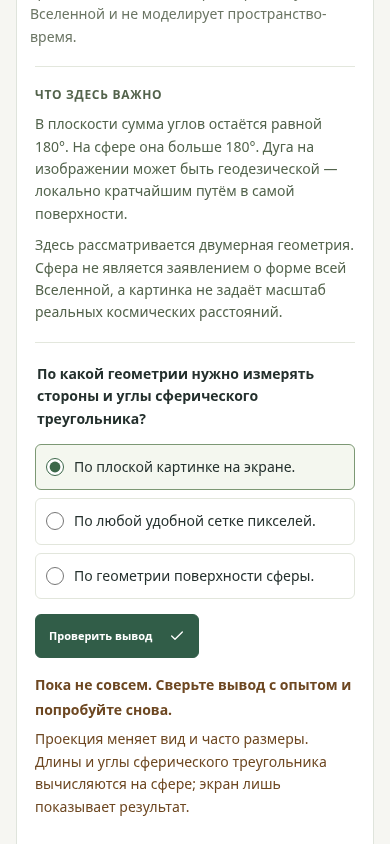 Вселенной и не моделирует пространство-
время.
ЧТО ЗДЕСЬ ВАЖНО
В плоскости сумма углов остаётся равной
180°. На сфере она больше 180°. Дуга на
изображении может быть геодезической —
локально кратчайшим путём в самой
поверхности.
Здесь рассматривается двумерная геометрия.
Сфера не является заявлением о форме всей
Вселенной, а картинка не задаёт масштаб
реальных космических расстояний.
По какой геометрии нужно измерять
стороны и углы сферического
треугольника?
По плоской картинке на экране.
По любой удобной сетке пикселей.
По геометрии поверхности сферы.
Проверить вывод
Пока не совсем. Сверьте вывод с опытом и
попробуйте снова.
Проекция меняет вид и часто размеры.
Длины и углы сферического треугольника
вычисляются на сфере; экран лишь
показывает результат.